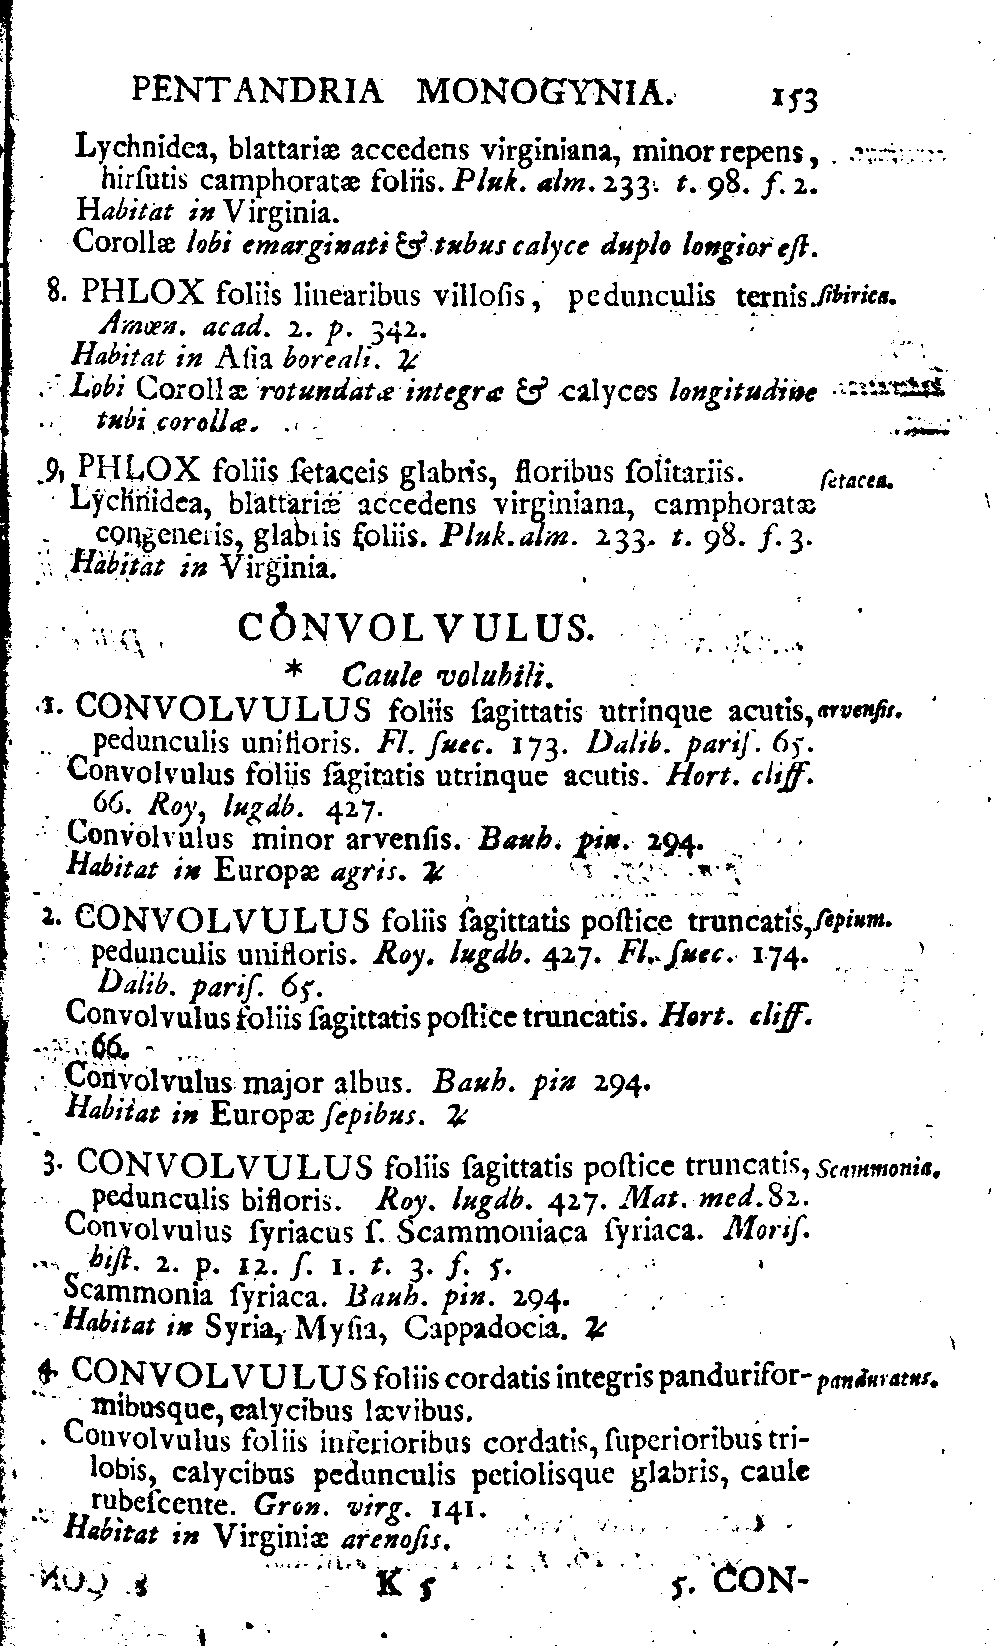 PENTANDRIA MONOGYNIA. 153
Lychnidea, blattariæ accedens virginiana, minor repens,
hirſutis camphoratæ foliis. Pluk. alm. 233. t. 98. f. 2.
Habitat in Virginia.
Corollæ lobi emarginati & tubus calyce duplo longior eſt.
8. PHLOX foliis linearibus villoſis, pedunculis ternis. ſibirica.
Amœn. acad. 2. p. 342.
Habitat in Aſia boreali. ♃
Lobi Corollæ rotundatæ integræ & calyces longitudine
tubi corollæ.
9. PHLOX foliis ſetaceis glabris, floribus ſolitariis. ſetacea.
Lychnidea, blattariæ accedens virginiana, camphoratæ
congeneris, glabris foliis. Pluk. alm. 233. t. 98. f. 3.
Habitat in Virginia.
CONVOLVULUS.
* Caule volubili.
1. CONVOLVULUS foliis ſagittatis utrinque acutis, arvenſis.
pedunculis unifloris. Fl. ſuec. 173. Dalib. pariſ. 65.
Convolvulus foliis ſagitatis utrinque acutis. Hort. cliff.
66. Roy, lugdb. 427.
Convolvulus minor arvenſis. Bauh. pin. 294.
Habitat in Europæ agris. ♃
2. CONVOLVULUS foliis ſagittatis poſtice truncatis, ſepium.
pedunculis unifloris. Roy. lugdb. 427. Fl. ſuec. 174.
Dalib. pariſ. 65.
Convolvulus foliis ſagittatis poſtice truncatis. Hort. cliff.
66.
Convolvulus major albus. Bauh. pin 294.
Habitat in Europæ ſepibus. ♃
3. CONVOLVULUS foliis ſagittatis poſtice truncatis, Scammonia.
pedunculis bifloris. Roy. lugdb. 427. Mat. med. 82.
Convolvulus ſyriacus ſ. Scammoniaca ſyriaca. Moriſ.
hiſt. 2. p. 12. ſ. 1. t. 3. f. 5.
Scammonia ſyriaca. Bauh. pin. 294.
Habitat in Syria, Myſia, Cappadocia. ♃
4. CONVOLVULUS foliis cordatis integris pandurifor- panduratus.
mibusque, calycibus lævibus.
Convolvulus foliis inferioribus cordatis, ſuperioribus tri-
lobis, calycibus pedunculis petiolisque glabris, caule
rubeſcente. Gron. virg. 141.
Habitat in Virginiæ arenoſis.
K 5 5. CON-